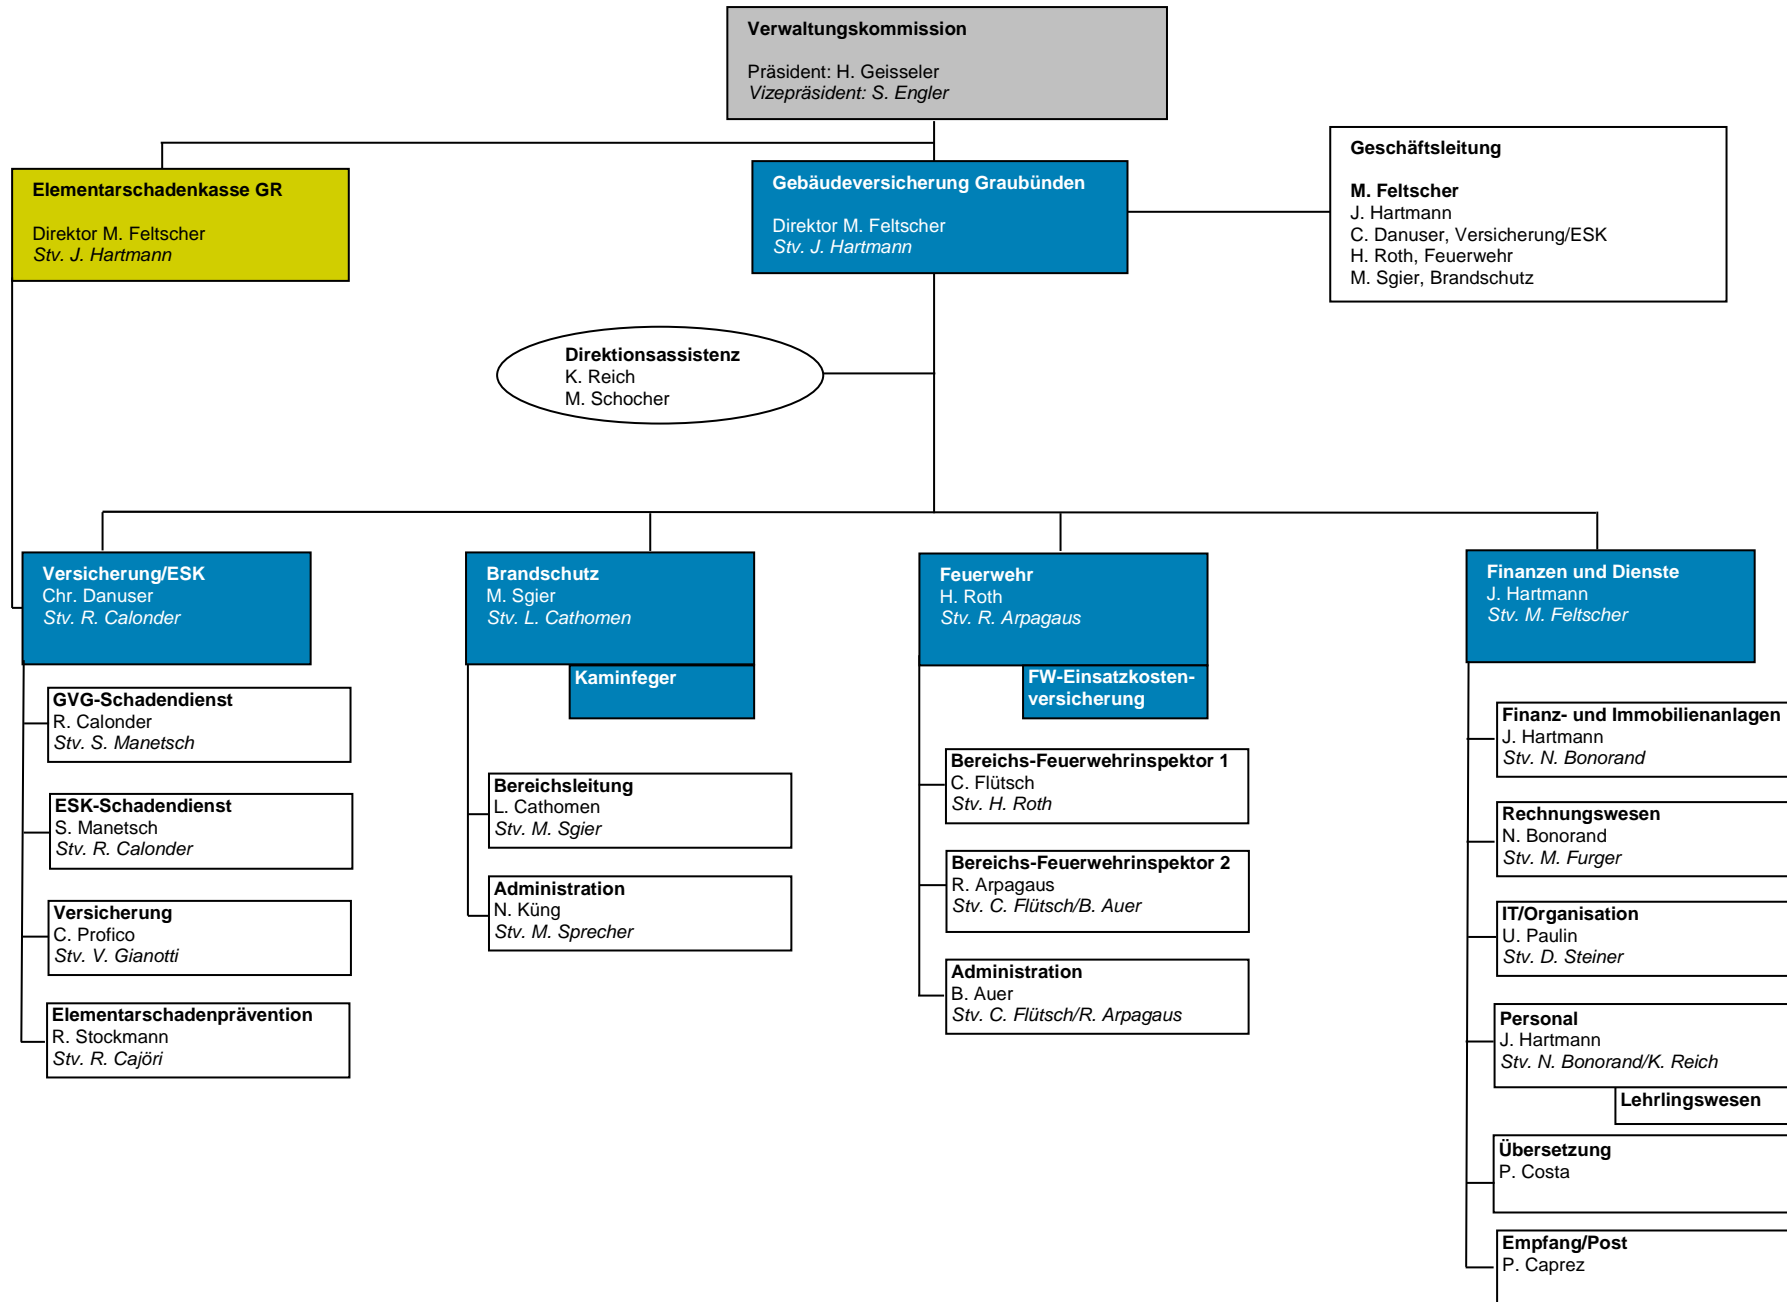 Verwaltungskommission
Präsident: H. Geisseler
Vizepräsident: S. Engler
Elementarschadenkasse GR
Direktor M. Feltscher
Stv. J. Hartmann
Gebäudeversicherung Graubünden
Direktor M. Feltscher
Stv. J. Hartmann
Geschäftsleitung
M. Feltscher
J. Hartmann
C. Danuser, Versicherung/ESK
H. Roth, Feuerwehr
M. Sgier, Brandschutz
Direktionsassistenz
K. Reich
M. Schocher
Versicherung/ESK
Chr. Danuser
Stv. R. Calonder
GVG-Schadendienst
R. Calonder
Stv. S. Manetsch
ESK-Schadendienst
S. Manetsch
Stv. R. Calonder
Versicherung
C. Profico
Stv. V. Gianotti
Elementarschadenprävention
R. Stockmann
Stv. R. Cajöri
Brandschutz
M. Sgier
Stv. L. Cathomen
Kaminfeger
Bereichsleitung
L. Cathomen
Stv. M. Sgier
Administration
N. Küng
Stv. M. Sprecher
Feuerwehr
H. Roth
Stv. R. Arpagaus
FW-Einsatzkosten-
versicherung
Bereichs-Feuerwehrinspektor 1
C. Flütsch
Stv. H. Roth
Bereichs-Feuerwehrinspektor 2
R. Arpagaus
Stv. C. Flütsch/B. Auer
Administration
B. Auer
Stv. C. Flütsch/R. Arpagaus
Finanzen und Dienste
J. Hartmann
Stv. M. Feltscher
Finanz- und Immobilienanlagen
J. Hartmann
Stv. N. Bonorand
Rechnungswesen
N. Bonorand
Stv. M. Furger
IT/Organisation
U. Paulin
Stv. D. Steiner
Personal
J. Hartmann
Stv. N. Bonorand/K. Reich
Lehrlingswesen
Übersetzung
P. Costa
Empfang/Post
P. Caprez